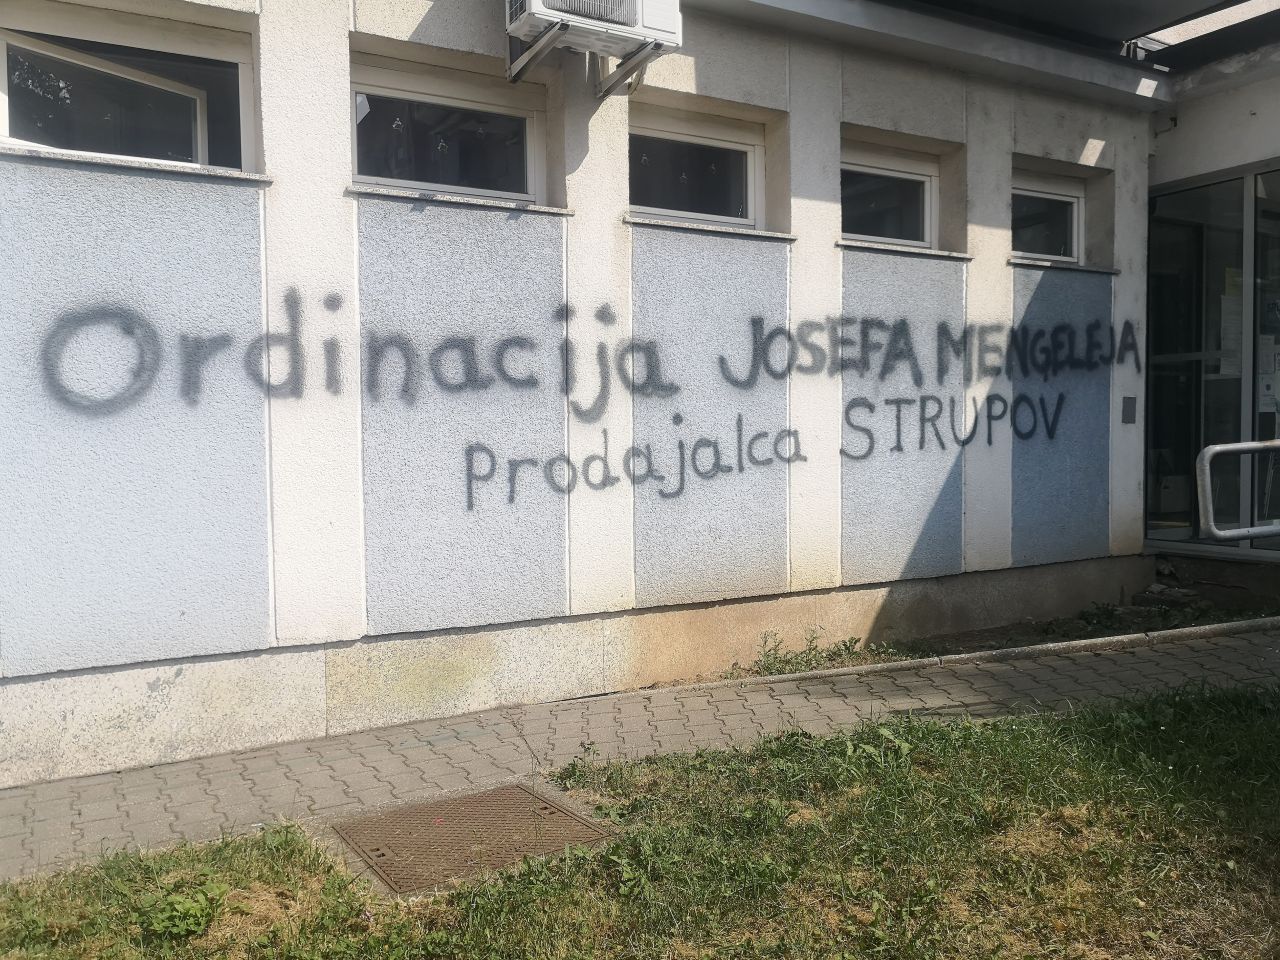 Ordinacija JOSEFA MENGELEJA
prodajalca STRUPOV